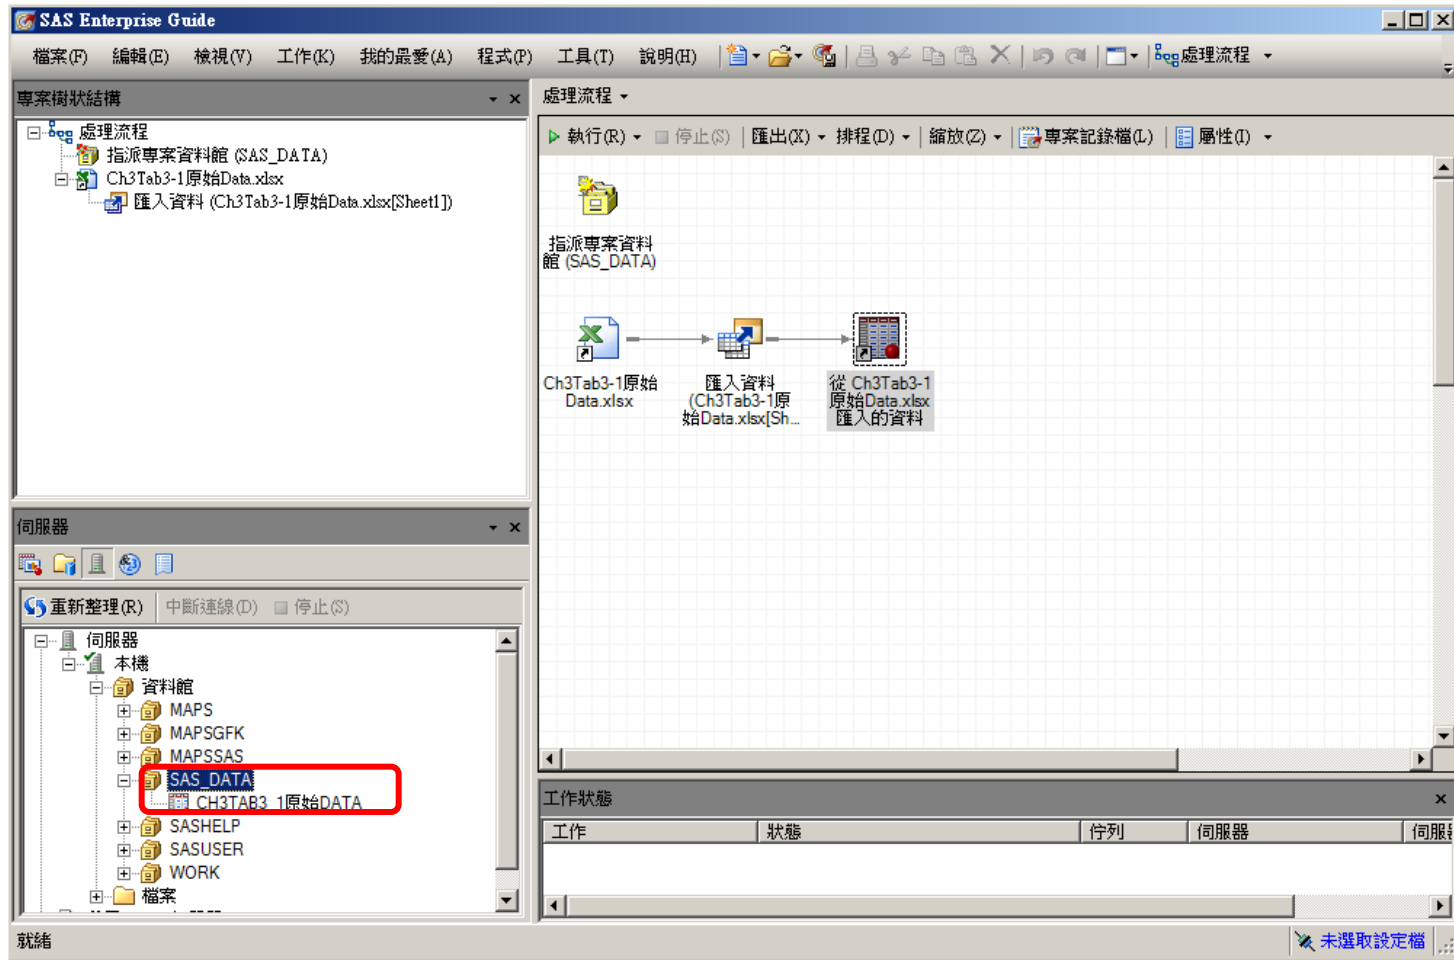 SAS Enterprise Guide
檔案(F) 編輯(E) 檢視(V) 工作(K) 我的最愛(A) 程式(P) 工具(T) 說明(H) 處理流程
專案樹狀結構
處理流程
指派專案資料館 (SAS_DATA)
Ch3Tab3-1原始Data.xlsx
匯入資料 (Ch3Tab3-1原始Data.xlsx[Sheet1])
處理流程
執行(R) 停止(S) 匯出(X) 排程(D) 縮放(Z) 專案記錄檔(L) 屬性(I)
指派專案資料
館 (SAS_DATA)
Ch3Tab3-1原始
Data.xlsx
匯入資料
(Ch3Tab3-1原
始Data.xlsx[Sh...
從 Ch3Tab3-1
原始Data.xlsx
匯入的資料
伺服器
重新整理(R) 中斷連線(D) 停止(S)
伺服器
本機
資料館
MAPS
MAPSGFK
MAPSSAS
SAS_DATA
CH3TAB3_1原始DATA
SASHELP
SASUSER
WORK
檔案
工作狀態
工作 狀態 佇列 伺服器
就緒
未選取設定檔